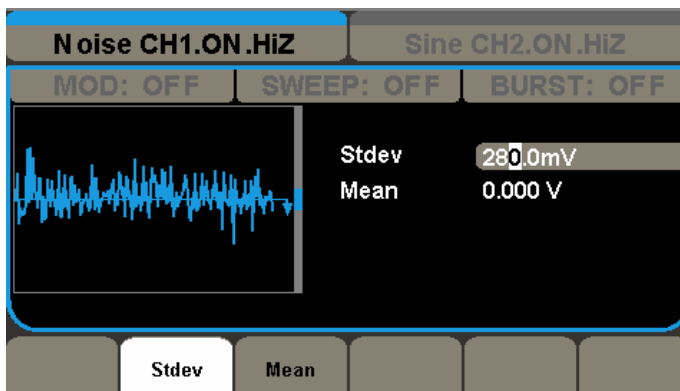 Noise CH1.ON.HiZ Sine CH2.ON.HiZ
MOD: OFF SWEEP: OFF BURST: OFF
Stdev 280.0mV
Mean 0.000 V
Stdev Mean